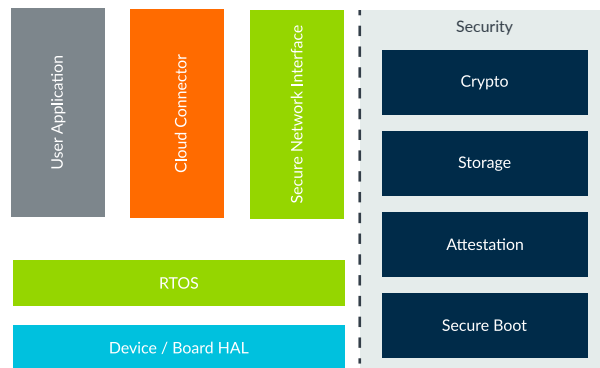 User Application
Cloud Connector
Secure Network Interface
RTOS
Device / Board HAL
Security
Crypto
Storage
Attestation
Secure Boot